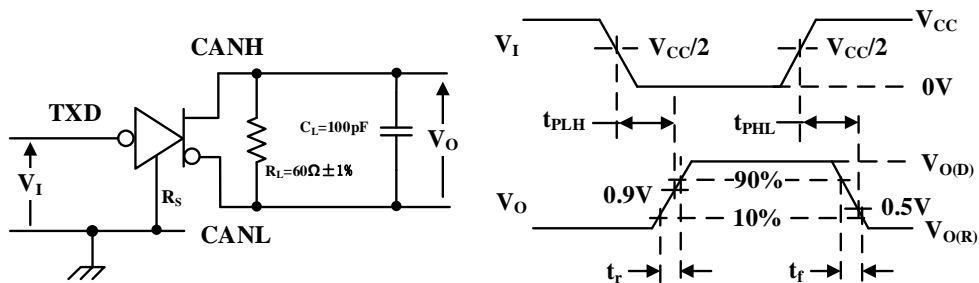 CANH
TXD
V_I
R_S
R_L=60Ω±1%
C_L=100pF
V_O
CANL
V_I
V_CC/2
V_CC/2
V_CC
0V
t_PLH
t_PHL
V_O
0.9V
90%
10%
0.5V
V_O(D)
V_O(R)
t_r
t_f